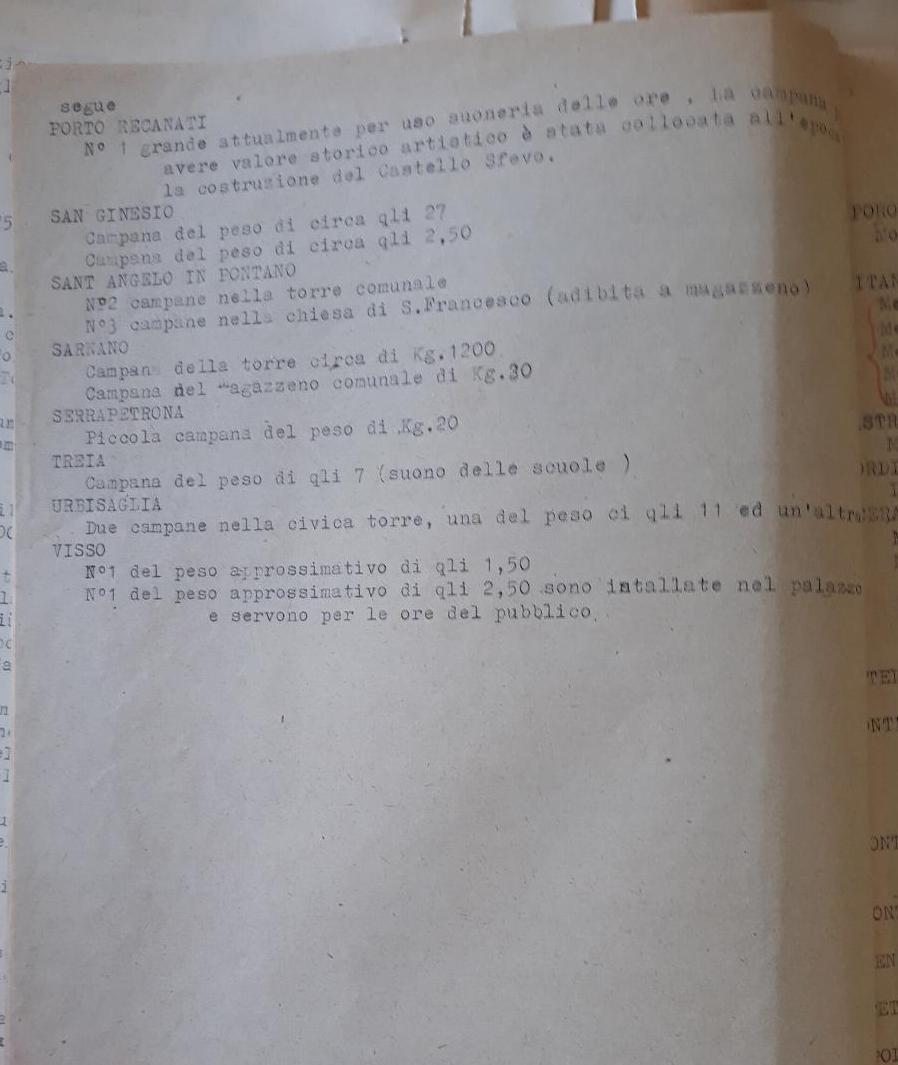 segue
PORTO RECANATI
N° 1 grande attualmente per uso suoneria delle ore . La campana
avere valore storico artistico è stata collocata all'epoca
la costruzione del Castello Sfevo.
SAN GINESIO
Campana del peso di circa qli 27
Campana del peso di circa qli 2,50
SANT ANGELO IN PONTANO
N°2 campane nella torre comunale
N°3 campane nella chiesa di S.Francesco (adibita a magazzeno)
SARNANO
Campana della torre circa di Kg.1200
Campana del magazzeno comunale di Kg.30
SERRAPETRONA
Piccola campana del peso di Kg.20
TREIA
Campana del peso di qli 7 (suono delle scuole )
URBISAGLIA
Due campane nella civica torre, una del peso ci qli 11 ed un'altra
VISSO
N°1 del peso approssimativo di qli 1,50
N°1 del peso approssimativo di qli 2,50 sono intallate nel palazzo
e servono per le ore del pubblico.